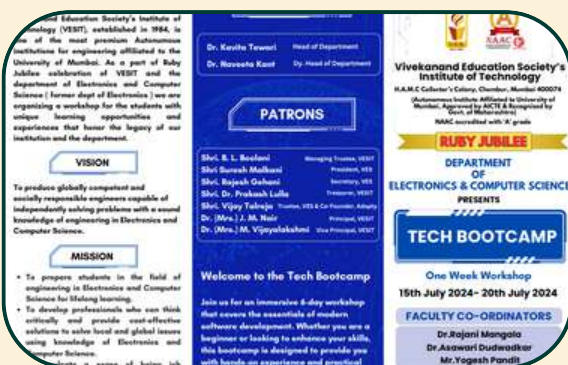 and Education Society's Institute of
Technology (VESIT), established in 1984, is
one of the most premium Autonomous
institutions for engineering affiliated to the
University of Mumbai. As a part of Ruby
Jubilee celebration of VESIT and the
department of Electronics and Computer
Science ( former dept of Electronics ) we are
organizing a workshop for the students with
unique learning opportunities and
experiences that honor the legacy of our
institution and the department.
VISION
To produce globally competent and
socially responsible engineers capable of
independently solving problems with a sound
knowledge of engineering in Electronics and
Computer Science.
MISSION
• To prepare students in the field of
engineering in Electronics and Computer
Science for lifelong learning.
• To develop professionals who can think
critically and provide cost-effective
solutions to solve local and global issues
using knowledge of Electronics and
Computer Science.
a sense of being job
Dr. Kavita Tewari Head of Department
Dr. Naveeta Kant Dy. Head of Department
PATRONS
Shri. B. L. Boolani Managing Trustee, VESIT
Shri Suresh Malkani President, VES
Shri. Rajesh Gehani Secretary, VES
Shri. Dr. Prakash Lulla Treasurer, VESIT
Shri. Vijay Talreja Trustee, VES & Co Founder, Adapty
Dr. (Mrs.) J. M. Nair Principal, VESIT
Dr. (Mrs.) M. Vijayalakshmi Vice Principal, VESIT
Welcome to the Tech Bootcamp
Join us for an immersive 6-day workshop
that covers the essentials of modern
software development. Whether you are a
beginner or looking to enhance your skills,
this bootcamp is designed to provide you
with hands-on experience and practical
NAAC
Vivekanand Education Society's
Institute of Technology
H.A.M.C Collector's Colony, Chembur, Mumbai 400074
(Autonomous Institute Affiliated to University of
Mumbai, Approved by AICTE & Recognised by
Govt. of Maharashtra)
NAAC accredited with 'A' grade
RUBY JUBILEE
DEPARTMENT
OF
ELECTRONICS & COMPUTER SCIENCE
PRESENTS
TECH BOOTCAMP
One Week Workshop
15th July 2024- 20th July 2024
FACULTY CO-ORDINATORS
Dr.Rajani Mangala
Dr.Asawari Dudwadkar
Mr.Yogesh Pandit